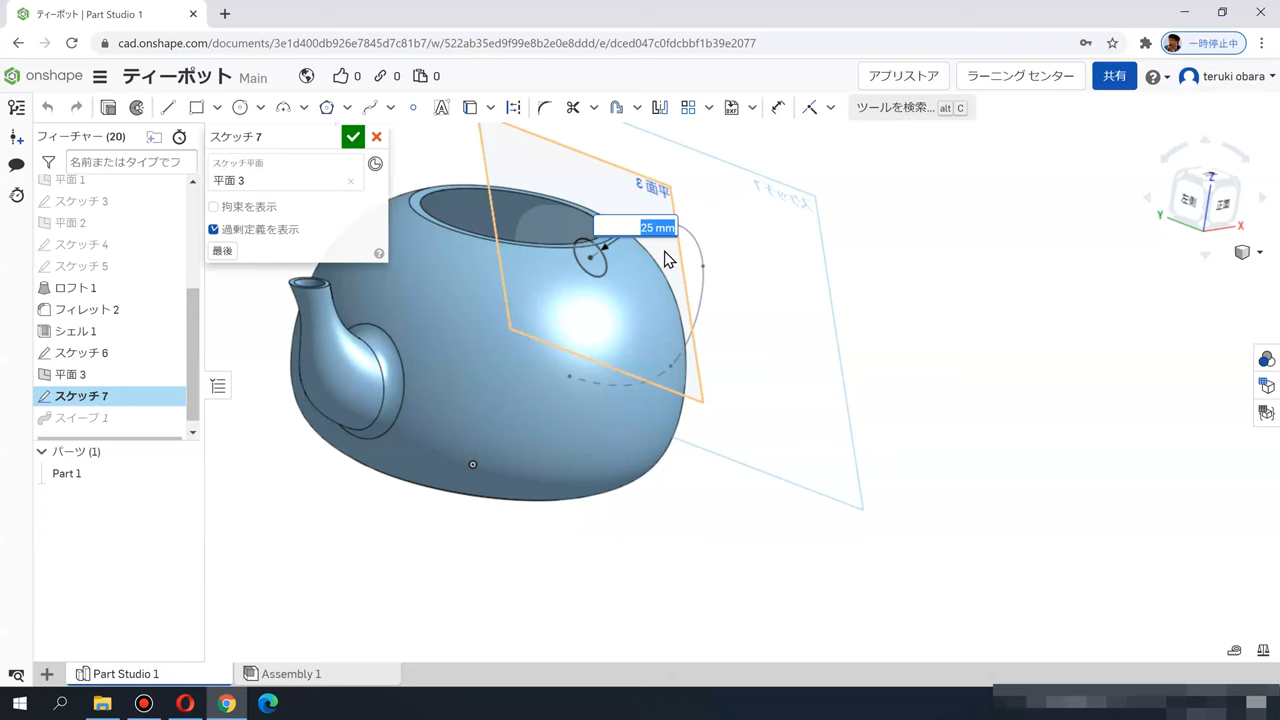 ティーポット | Part Studio 1
cad.onshape.com/documents/3e1d400db926e7845d7c81b7/w/522ab35eae3eec8b2e0e8ddd/e/dced047c0fdcbbf1b39e2077
一時停止中
onshape
ティーポット Main
0
0
0
アプリストア
ラーニング センター
共有
teruki obara
ツールを検索... alt C
フィーチャー (20)
名前またはタイプでフ
平面 1
スケッチ 3
平面 2
スケッチ 4
スケッチ 5
ロフト 1
フィレット 2
シェル 1
スケッチ 6
平面 3
スケッチ 7
スイープ 1
パーツ (1)
Part 1
スケッチ 7
スケッチ平面
平面 3
拘束を表示
過剰定義を表示
最後
平面 3
スケッチ 7
25 mm
Z
左側
正面
Y
X
Part Studio 1
Assembly 1